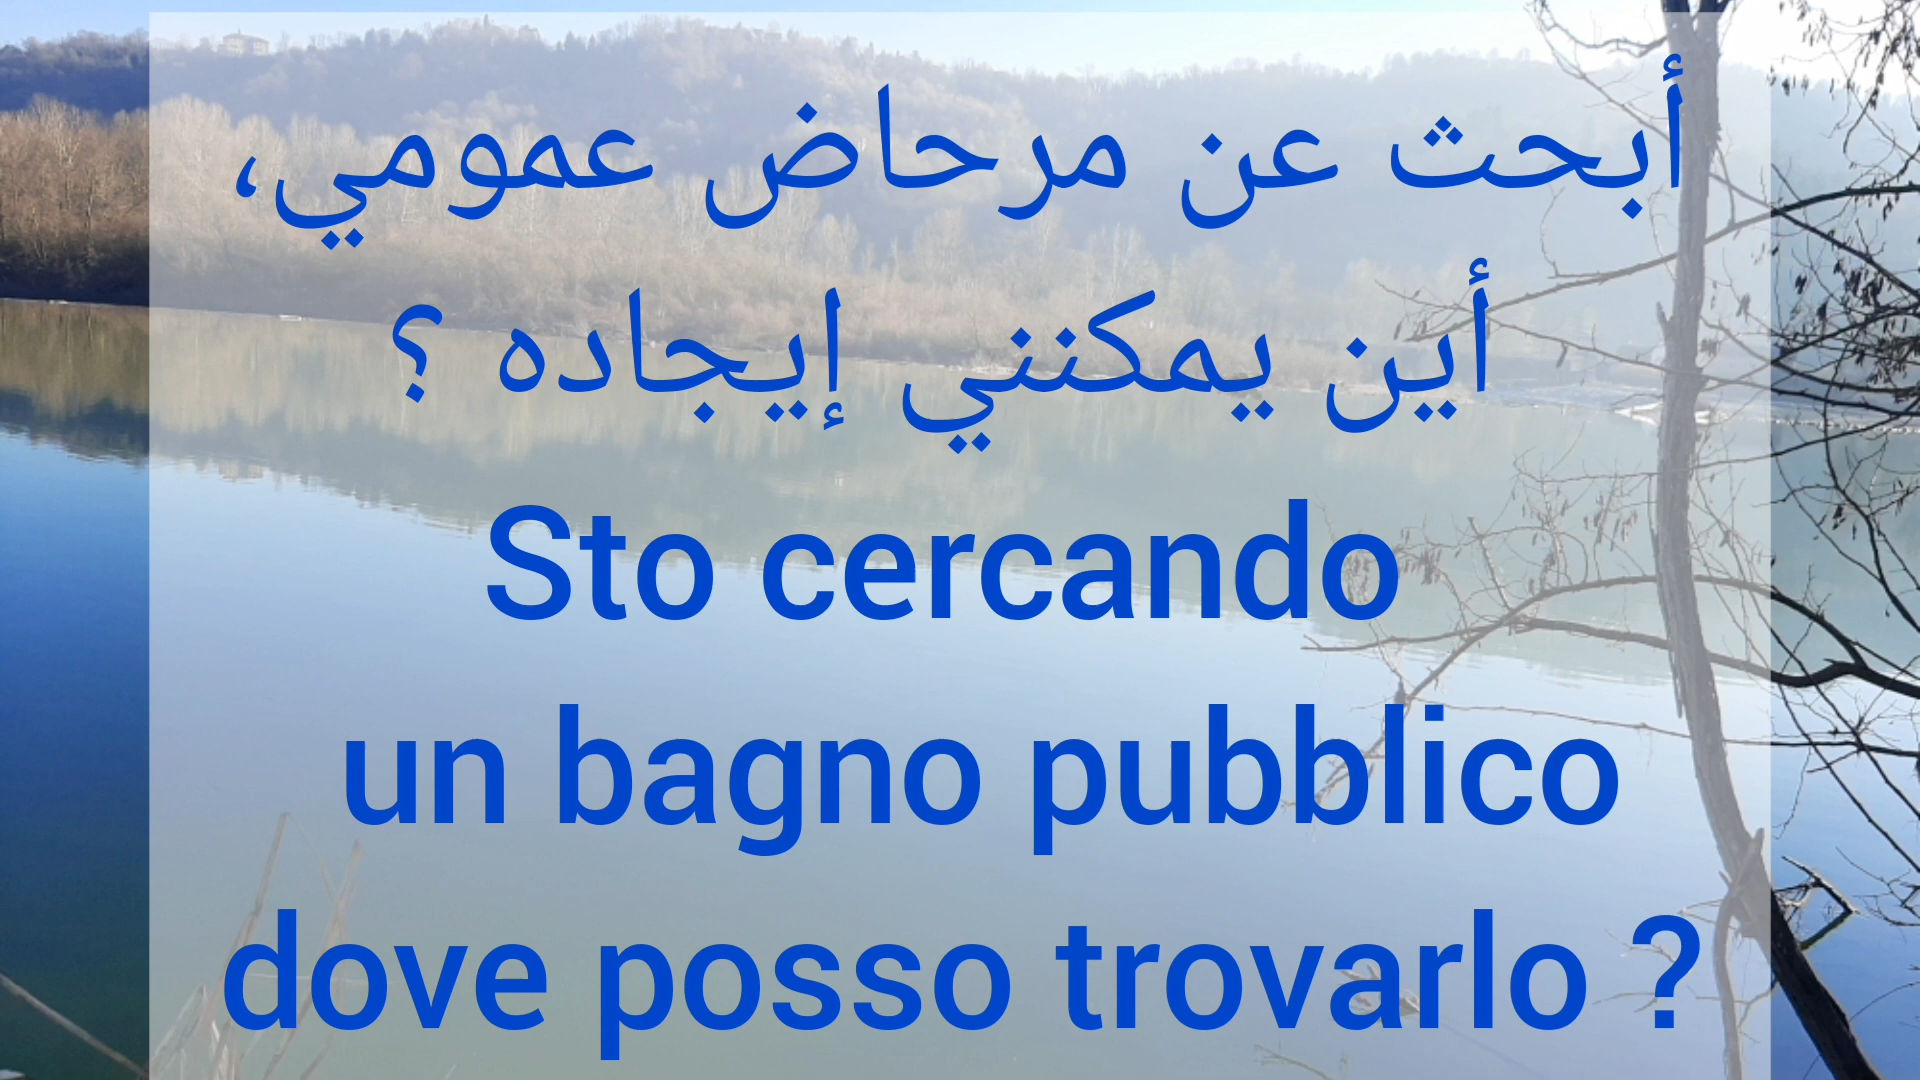 أبحث عن مرحاض عمومي،
أين يمكنني إيجاده ؟
Sto cercando
un bagno pubblico
dove posso trovarlo ?